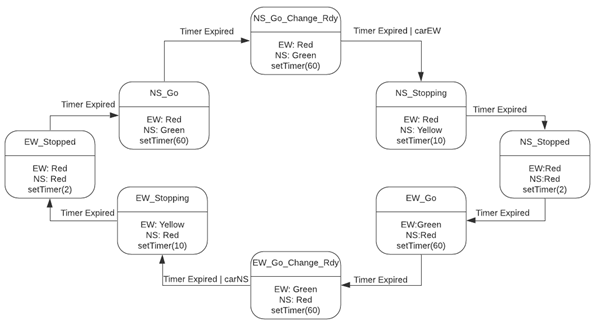 NS_Go_Change_Rdy
EW: Red
NS: Green
setTimer(60)
Timer Expired
Timer Expired | carEW
NS_Go
EW: Red
NS: Green
setTimer(60)
NS_Stopping
EW: Red
NS: Yellow
setTimer(10)
Timer Expired
Timer Expired
EW_Stopped
EW: Red
NS: Red
setTimer(2)
NS_Stopped
EW:Red
NS:Red
setTimer(2)
EW_Stopping
EW: Yellow
NS: Red
setTimer(10)
EW_Go
EW:Green
NS:Red
setTimer(60)
Timer Expired
Timer Expired
EW_Go_Change_Rdy
EW: Green
NS: Red
setTimer(60)
Timer Expired | carNS
Timer Expired